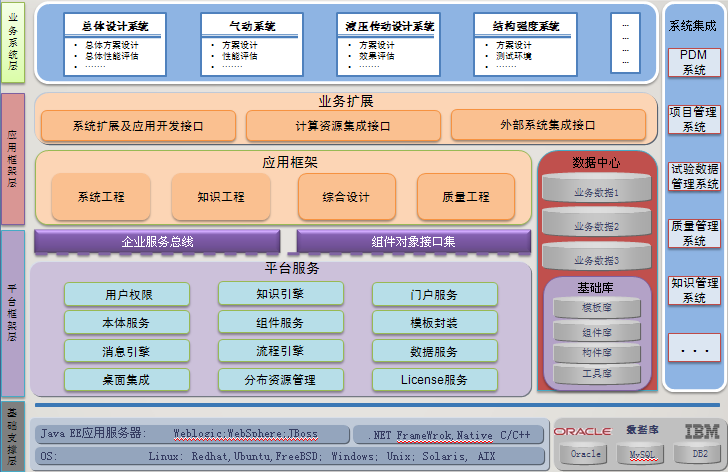 业务系统层
总体设计系统
• 总体方案设计
• 总体性能评估
• ·······
气动系统
• 方案设计
• 性能评估
• ·······
液压传动设计系统
• 方案设计
• 效果评估
• ·······
结构强度系统
• 方案设计
• 测试环境
• ·······
...
...
...
...
系统集成
PDM
系统
项目管理
系统
试验数据
管理系统
质量管理
系统
知识管理
系统
...
应用框架层
业务扩展
系统扩展及应用开发接口
计算资源集成接口
外部系统集成接口
应用框架
系统工程
知识工程
综合设计
质量工程
数据中心
业务数据1
业务数据2
业务数据3
基础库
模板库
组件库
构件库
工具库
企业服务总线
组件对象接口集
平台框架层
平台服务
用户权限
知识引擎
门户服务
本体服务
组件服务
模板封装
消息引擎
流程引擎
数据服务
桌面集成
分布资源管理
License服务
基础支撑层
Java EE应用服务器: Weblogic;WebSphere;JBoss
.NET FrameWrok,Native C/C++
OS: Linux: Redhat,Ubuntu,FreeBSD; Windows; Unix; Solaris, AIX
ORACLE
数据库
IBM
Oracle
MySQL
DB2